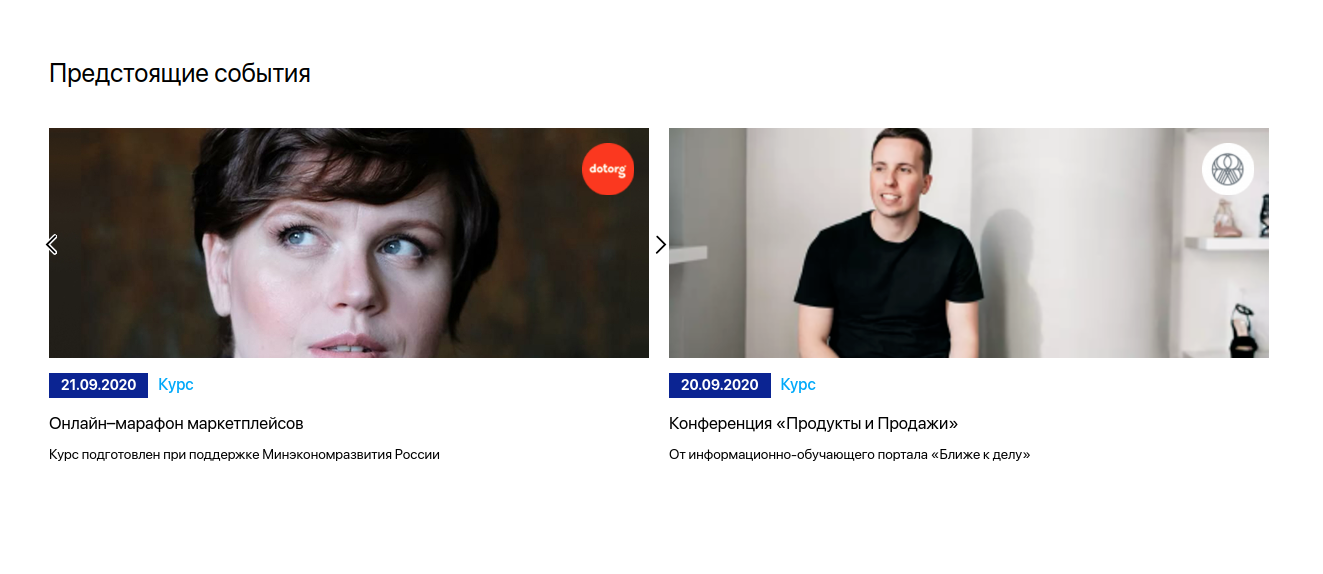 Предстоящие события
dotorg
21.09.2020 Курс
Онлайн–марафон маркетплейсов
Курс подготовлен при поддержке Минэкономразвития России
20.09.2020 Курс
Конференция «Продукты и Продажи»
От информационно-обучающего портала «Ближе к делу»